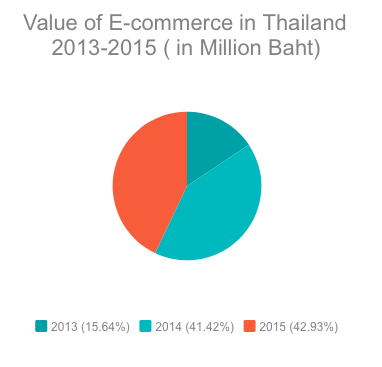 Value of E-commerce in Thailand
2013-2015 ( in Million Baht)
2013 (15.64%) 2014 (41.42%) 2015 (42.93%)